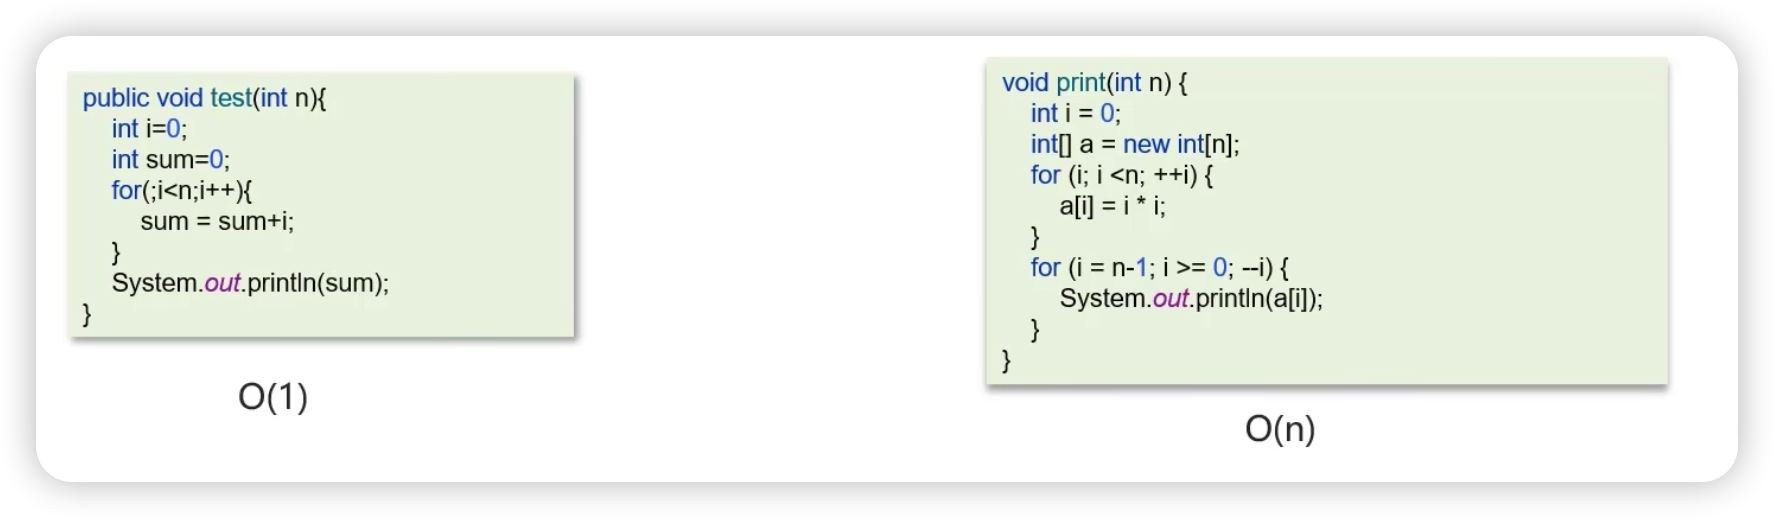 public void test(int n){
int i=0;
int sum=0;
for(;i<n;i++){
sum = sum+i;
}
System.out.println(sum);
}
O(1)
void print(int n) {
int i = 0;
int[] a = new int[n];
for (i; i <n; ++i) {
a[i] = i * i;
}
for (i = n-1; i >= 0; --i) {
System.out.println(a[i]);
}
}
O(n)